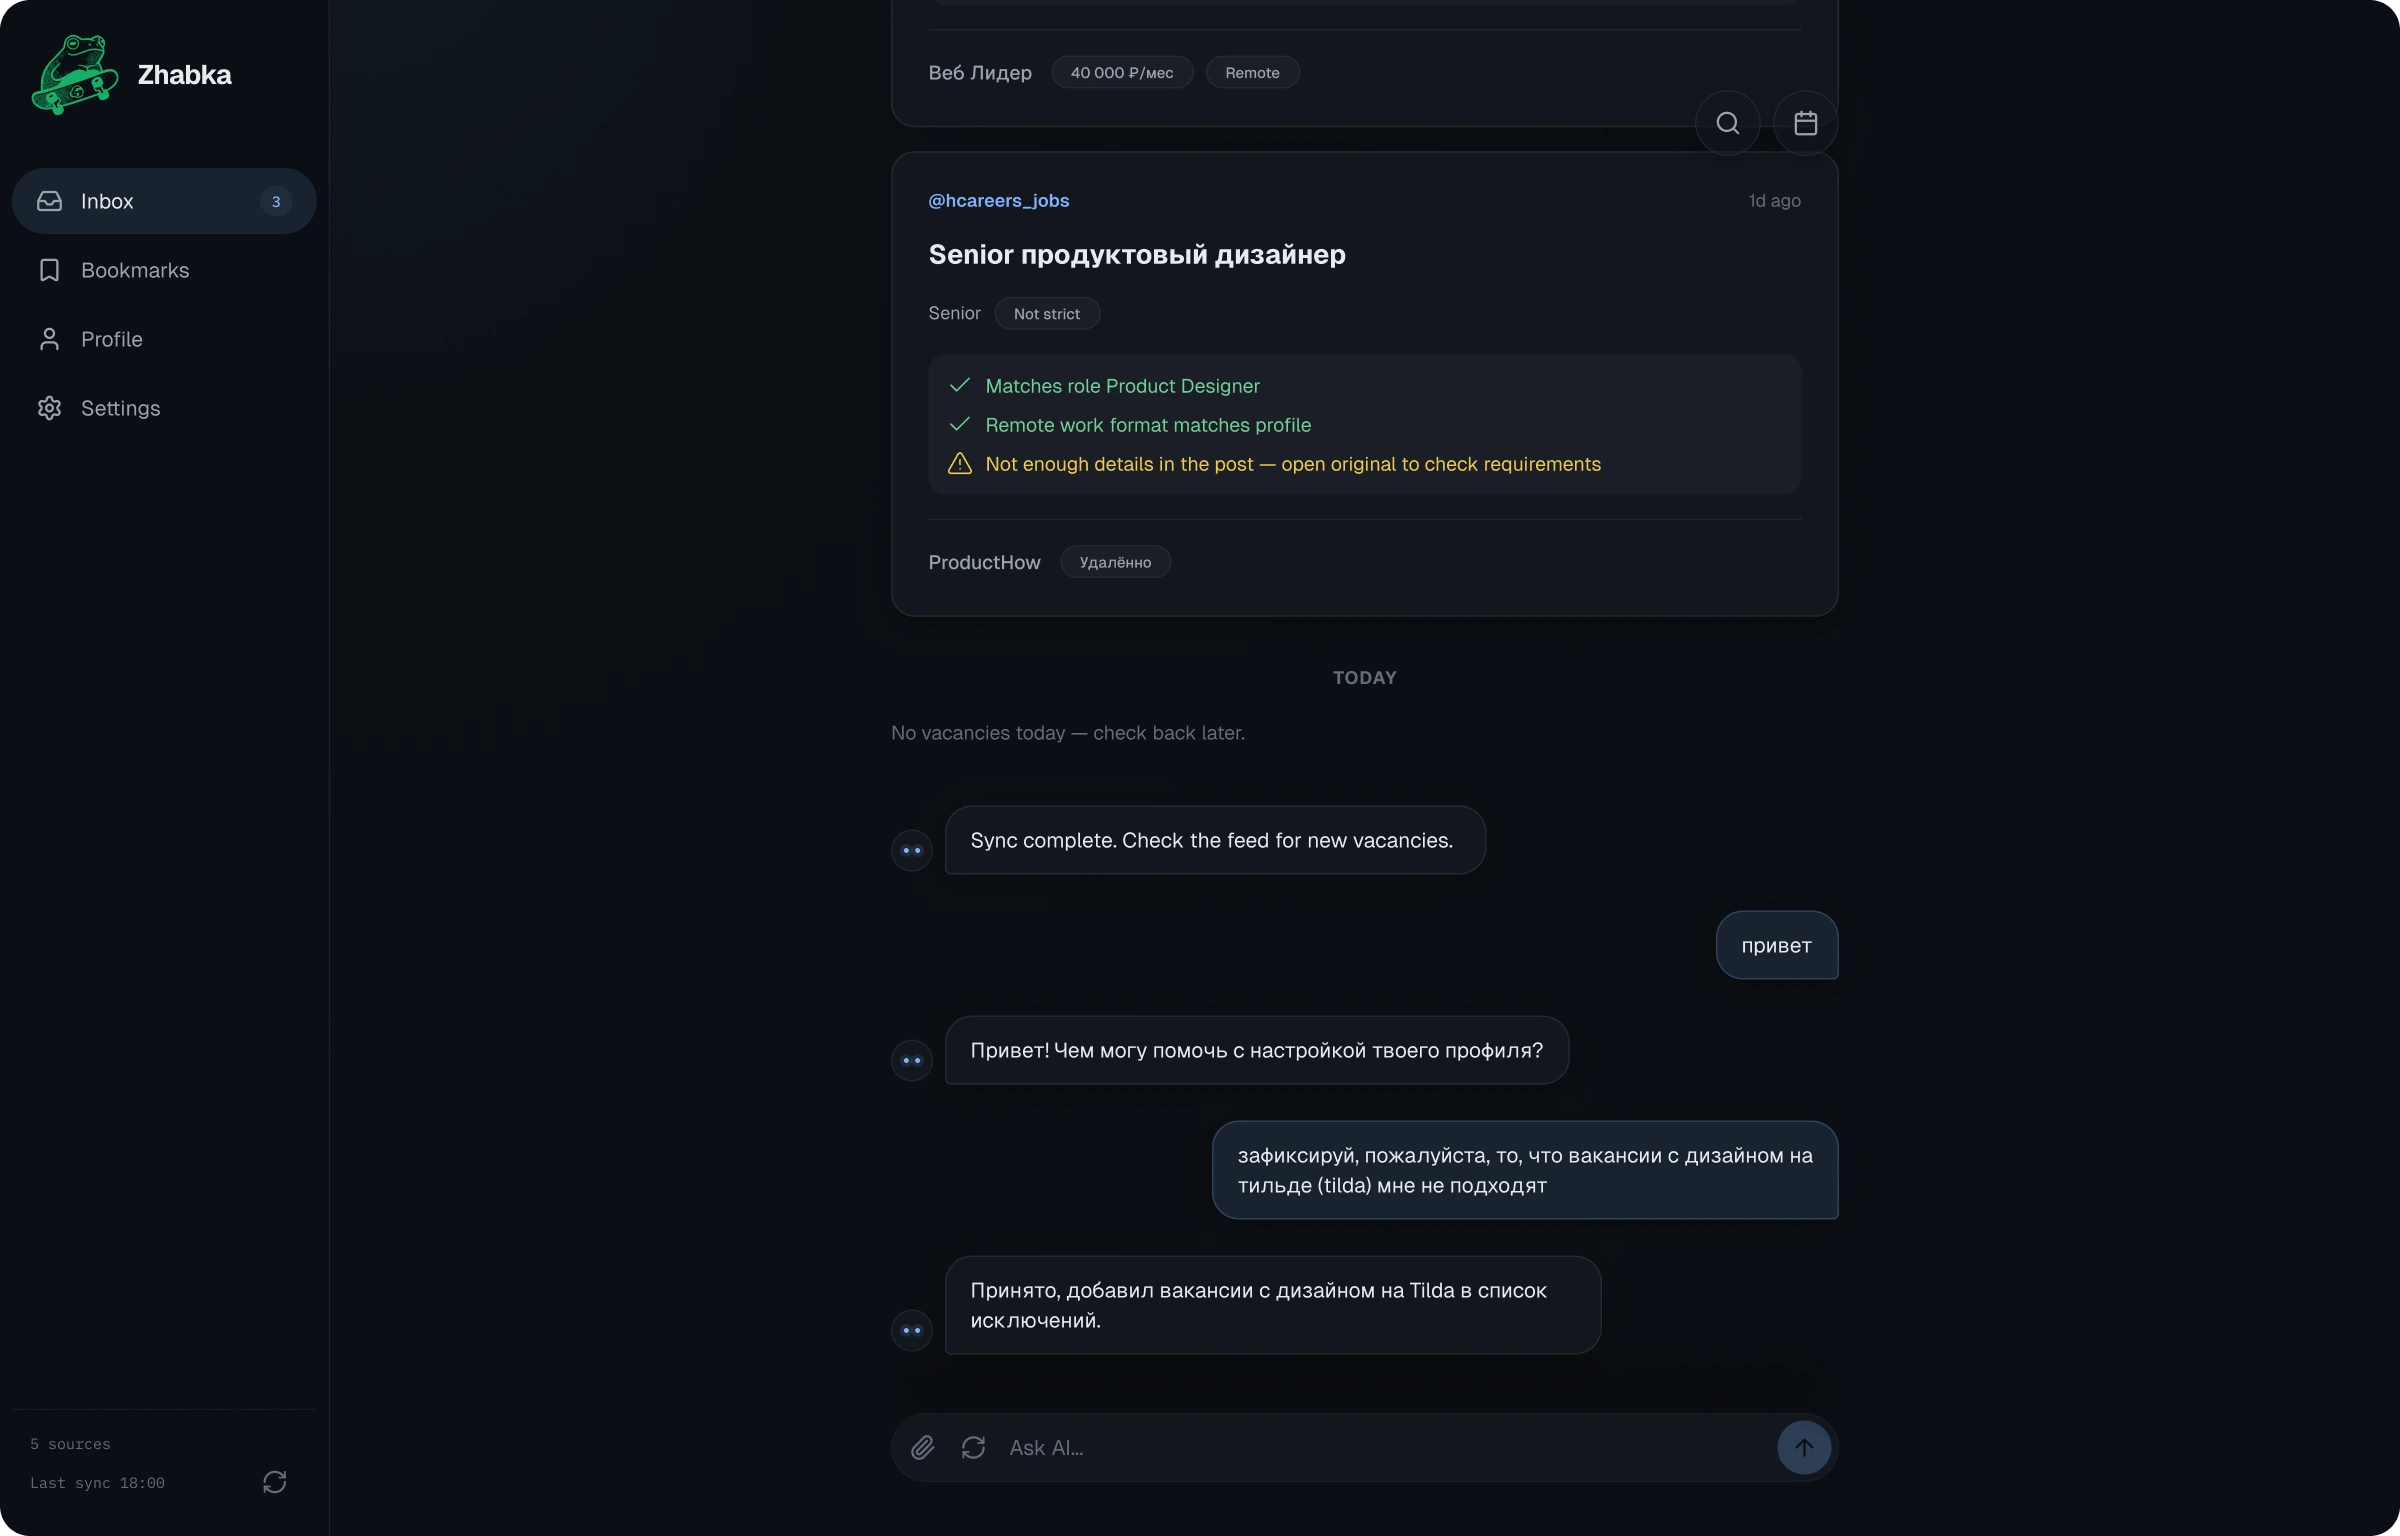 Zhabka
Inbox
3
Bookmarks
Profile
Settings
5 sources
Last sync 18:00
Веб Лидер
40 000 ₽/мес
Remote
@hcareers_jobs
1d ago
Senior продуктовый дизайнер
Senior
Not strict
Matches role Product Designer
Remote work format matches profile
Not enough details in the post — open original to check requirements
ProductHow
Удалённо
TODAY
No vacancies today — check back later.
Sync complete. Check the feed for new vacancies.
привет
Привет! Чем могу помочь с настройкой твоего профиля?
зафиксируй, пожалуйста, то, что вакансии с дизайном на
тильде (tilda) мне не подходят
Принято, добавил вакансии с дизайном на Tilda в список
исключений.
Ask AI...